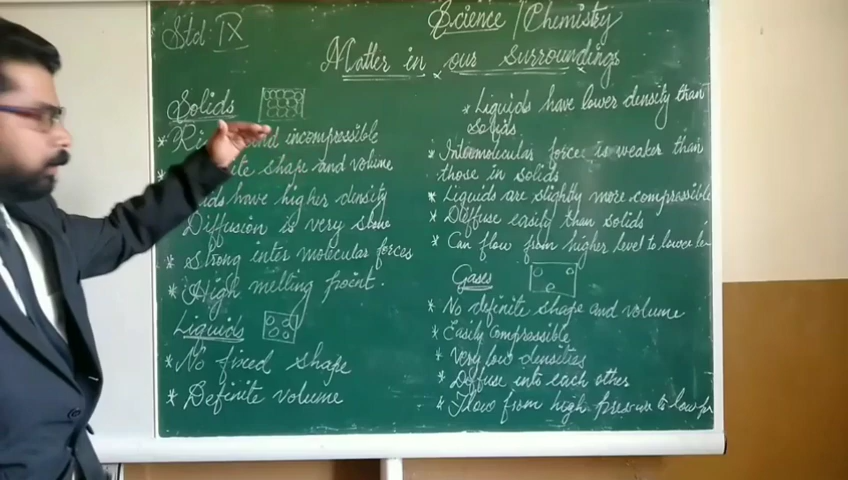 Std. IX
Science / Chemistry
Matter in our Surroundings
Solids
* and incompressible
shape and volume
have higher density
Diffusion is very slow
* Strong inter molecular forces
* High melting point.
Liquids
* No fixed shape
* Definite volume
* Liquids have lower density than
Solids
* Intermolecular force is weaker than
those in solids
* Liquids are slightly more compressible
* Diffuse easily than solids
* Can flow from higher level to lower le
Gases
* No definite shape and volume
* Easily compressible
* Very low densities
* Diffuse into each other
* Flow from high pressure to low pr